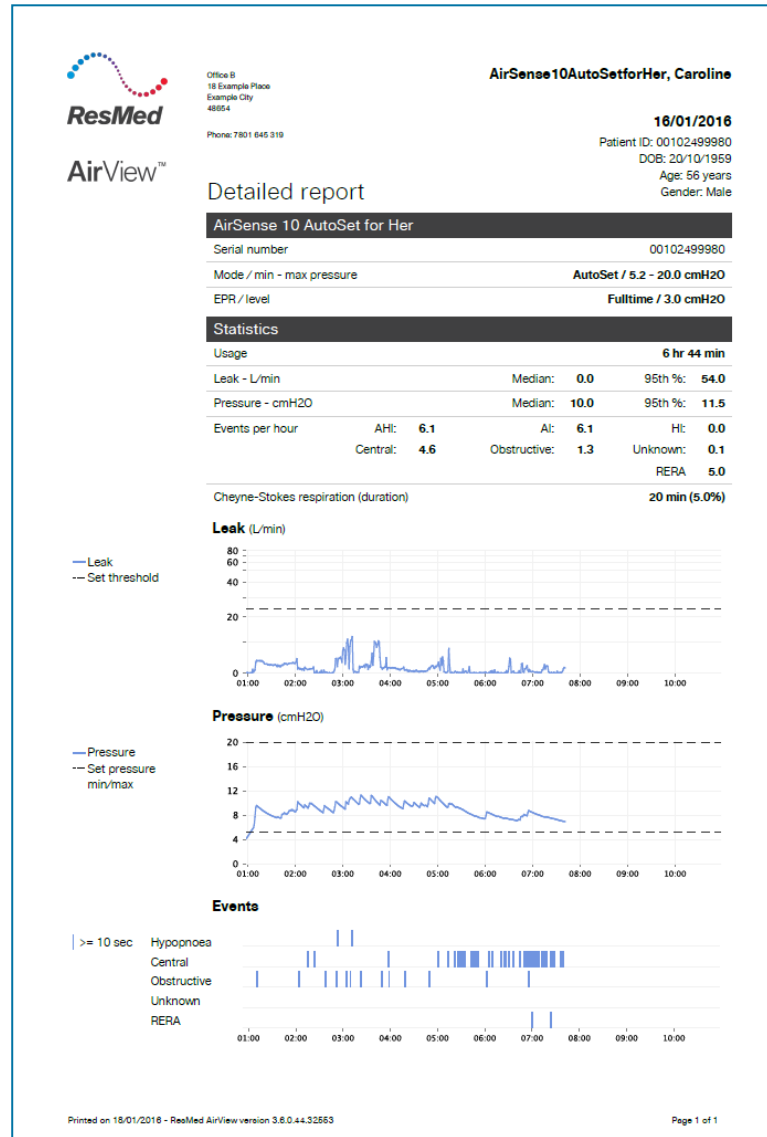 ResMed
AirView™
Office B
18 Example Place
Example City
48654
Phone: 7801 645 319
AirSense10AutoSetforHer, Caroline
16/01/2016
Patient ID: 00102499980
DOB: 20/10/1959
Age: 56 years
Gender: Male
Detailed report
AirSense 10 AutoSet for Her
Serial number 00102499980
Mode / min - max pressure AutoSet / 5.2 - 20.0 cmH2O
EPR / level Fulltime / 3.0 cmH2O
Statistics
Usage 6 hr 44 min
Leak - L/min Median: 0.0 95th %: 54.0
Pressure - cmH2O Median: 10.0 95th %: 11.5
Events per hour AHI: 6.1 AI: 6.1 HI: 0.0
Central: 4.6 Obstructive: 1.3 Unknown: 0.1
RERA 5.0
Cheyne-Stokes respiration (duration) 20 min (5.0%)
Leak (L/min)
Leak
Set threshold
80
60
40
20
0
01:00 02:00 03:00 04:00 05:00 06:00 07:00 08:00 09:00 10:00
Pressure (cmH2O)
Pressure
Set pressure
min/max
20
16
12
8
4
0
01:00 02:00 03:00 04:00 05:00 06:00 07:00 08:00 09:00 10:00
Events
>= 10 sec Hypopnoea
Central
Obstructive
Unknown
RERA
01:00 02:00 03:00 04:00 05:00 06:00 07:00 08:00 09:00 10:00
Printed on 18/01/2016 - ResMed AirView version 3.6.0.44.32553 Page 1 of 1